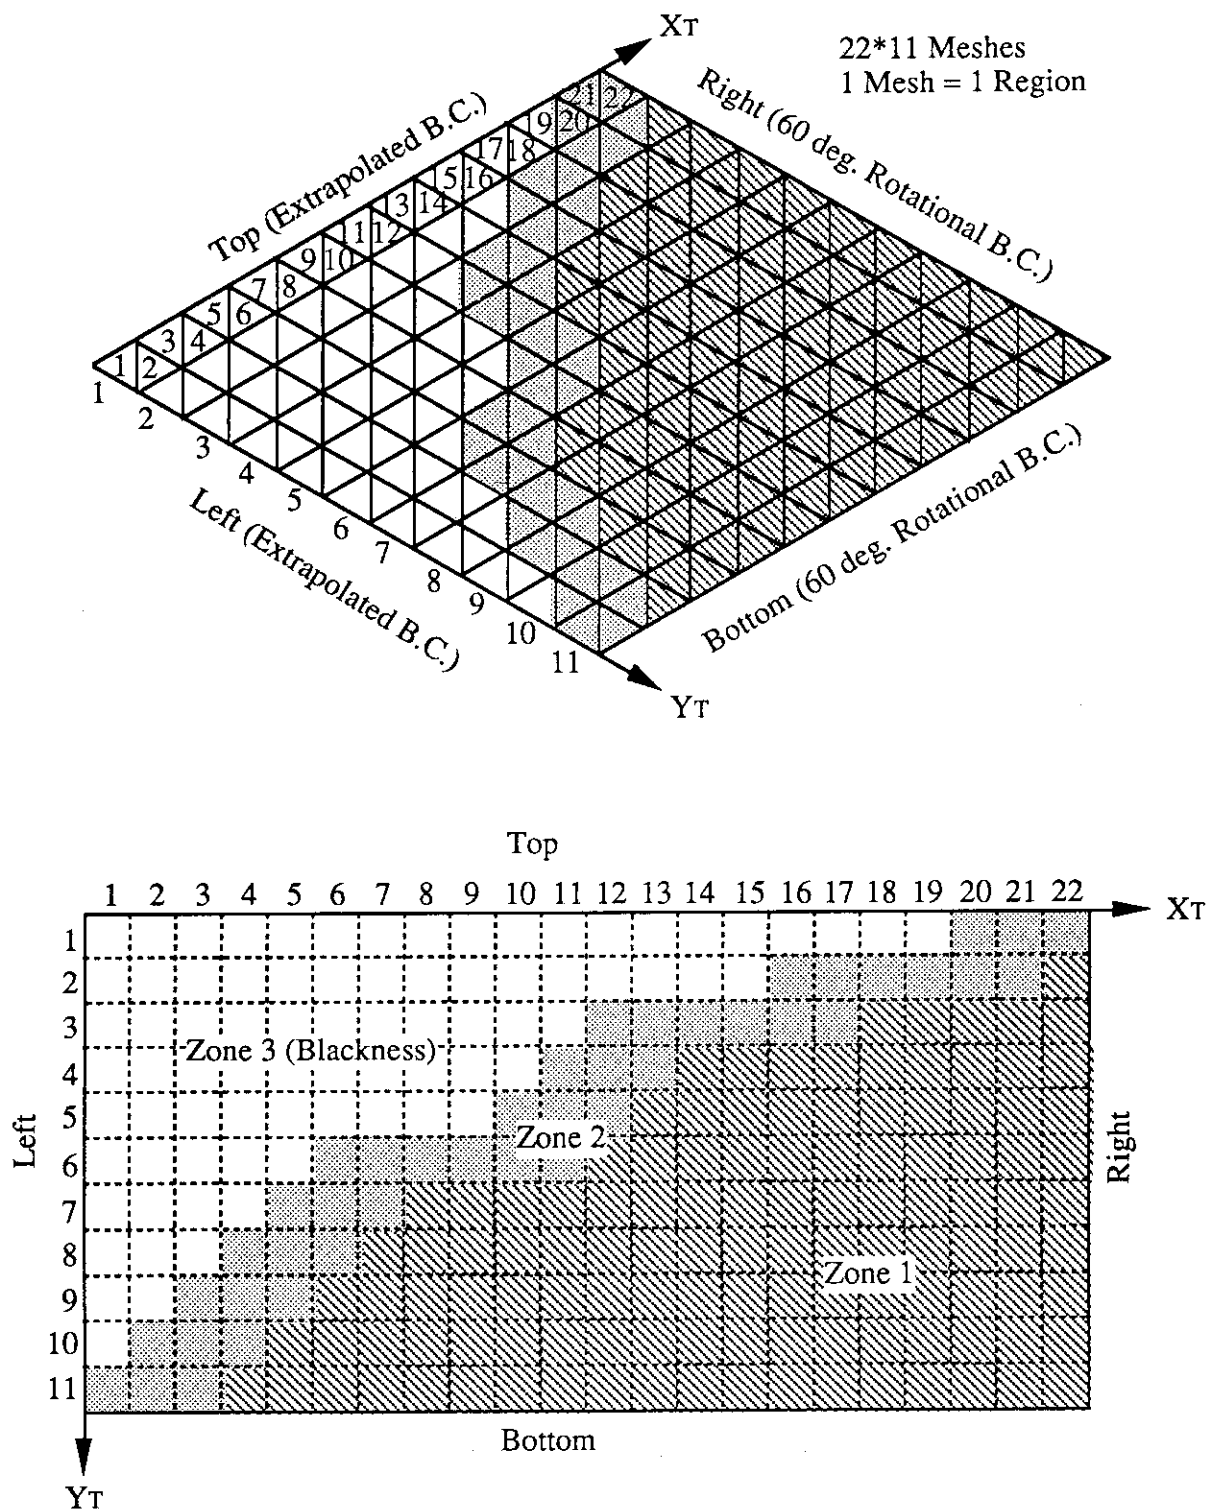 XT
22*11 Meshes
1 Mesh = 1 Region
Top (Extrapolated B.C.)
Right (60 deg. Rotational B.C.)
1 2 3 4 5 6 7 8 9 10 11 12 13 14 15 16 17 18 19 20 21 22
1
2
3
4
5
6
7
8
9
10
11
Left (Extrapolated B.C.)
Bottom (60 deg. Rotational B.C.)
YT
Top
1 2 3 4 5 6 7 8 9 10 11 12 13 14 15 16 17 18 19 20 21 22
XT
1
2
3
Zone 3 (Blackness)
4
5
Left
Zone 2
Right
6
7
8
Zone 1
9
10
11
Bottom
YT